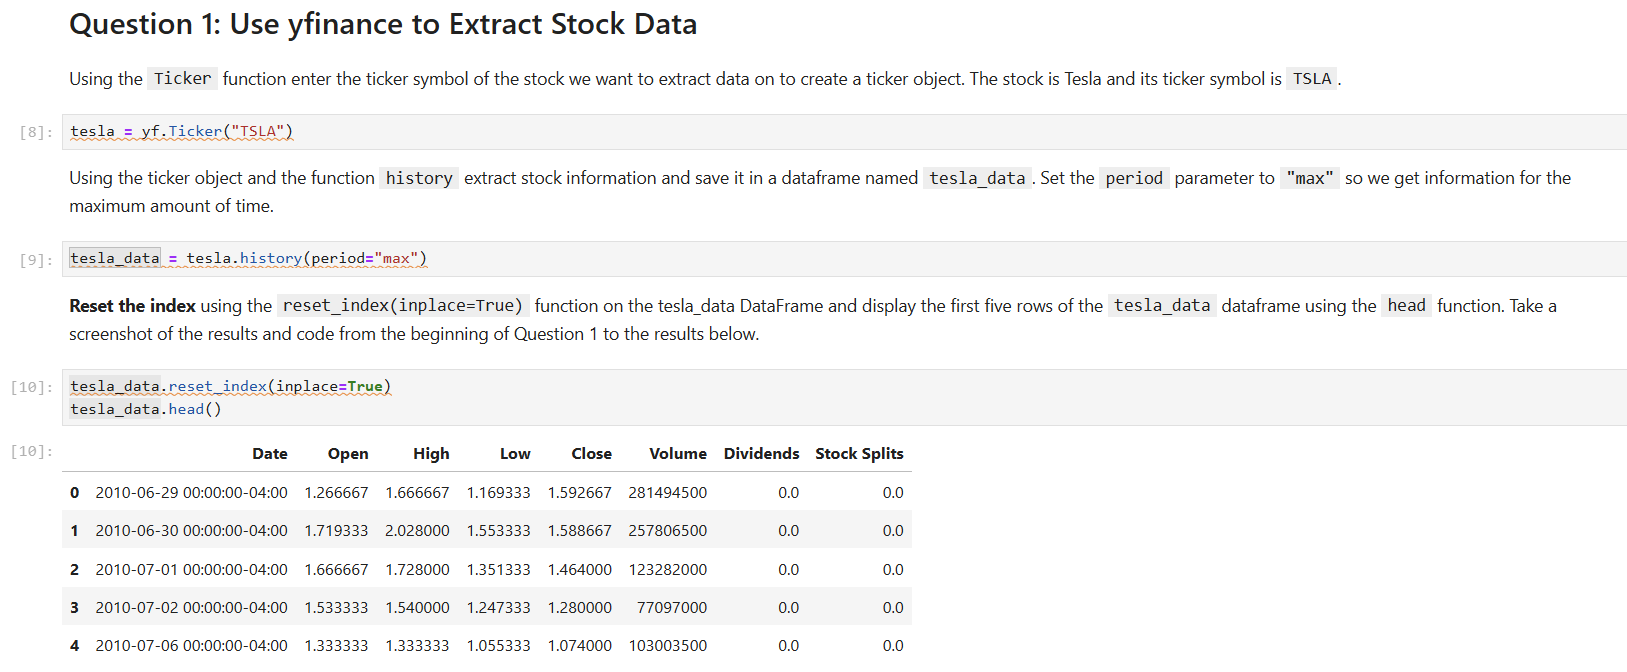 Question 1: Use yfinance to Extract Stock Data
Using the Ticker function enter the ticker symbol of the stock we want to extract data on to create a ticker object. The stock is Tesla and its ticker symbol is TSLA .
[8]: tesla = yf.Ticker("TSLA")
Using the ticker object and the function history extract stock information and save it in a dataframe named tesla_data . Set the period parameter to "max" so we get information for the
maximum amount of time.
[9]: tesla_data = tesla.history(period="max")
Reset the index using the reset_index(inplace=True) function on the tesla_data DataFrame and display the first five rows of the tesla_data dataframe using the head function. Take a
screenshot of the results and code from the beginning of Question 1 to the results below.
[10]: tesla_data.reset_index(inplace=True)
tesla_data.head()
[10]: Date Open High Low Close Volume Dividends Stock Splits
0 2010-06-29 00:00:00-04:00 1.266667 1.666667 1.169333 1.592667 281494500 0.0 0.0
1 2010-06-30 00:00:00-04:00 1.719333 2.028000 1.553333 1.588667 257806500 0.0 0.0
2 2010-07-01 00:00:00-04:00 1.666667 1.728000 1.351333 1.464000 123282000 0.0 0.0
3 2010-07-02 00:00:00-04:00 1.533333 1.540000 1.247333 1.280000 77097000 0.0 0.0
4 2010-07-06 00:00:00-04:00 1.333333 1.333333 1.055333 1.074000 103003500 0.0 0.0